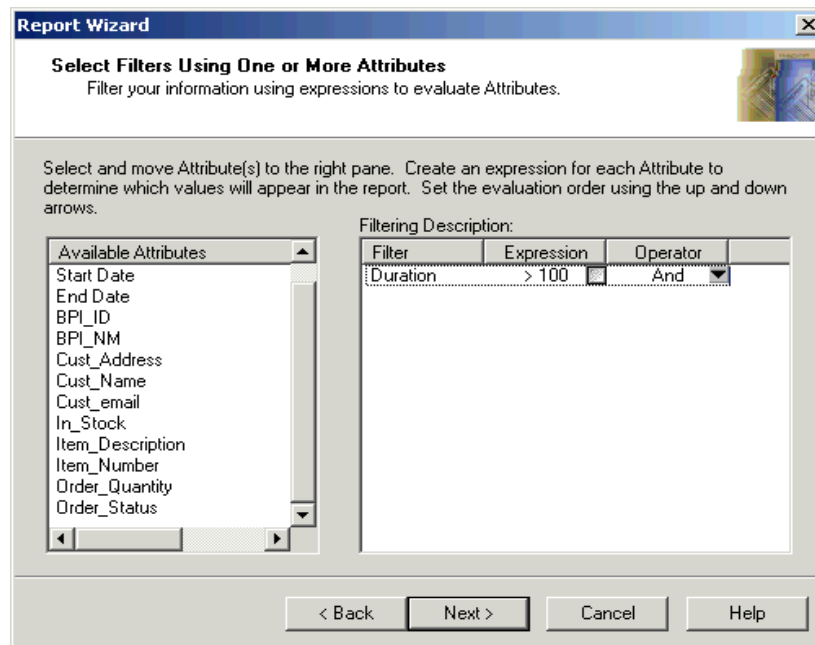 Report Wizard
Select Filters Using One or More Attributes
Filter your information using expressions to evaluate Attributes.
Select and move Attribute(s) to the right pane. Create an expression for each Attribute to
determine which values will appear in the report. Set the evaluation order using the up and down
arrows.
Filtering Description:
Available Attributes
Start Date
End Date
BPI_ID
BPI_NM
Cust_Address
Cust_Name
Cust_email
In_Stock
Item_Description
Item_Number
Order_Quantity
Order_Status
Filter Expression Operator
Duration > 100 And
< Back Next > Cancel Help